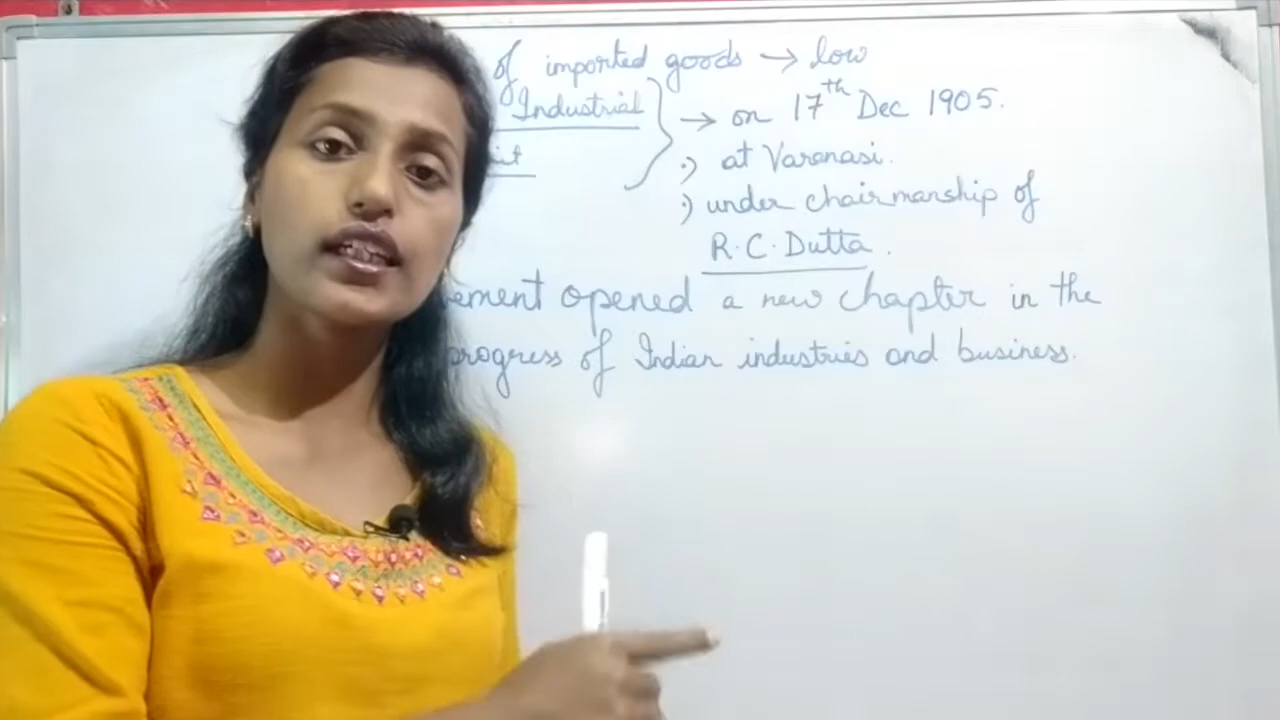 of imported goods → low
Industrial } → on 17th Dec 1905.
:) at Varanasi.
:) under chairmanship of
R.C. Dutta.
ement opened a new chapter in the
progress of Indian industries and business.